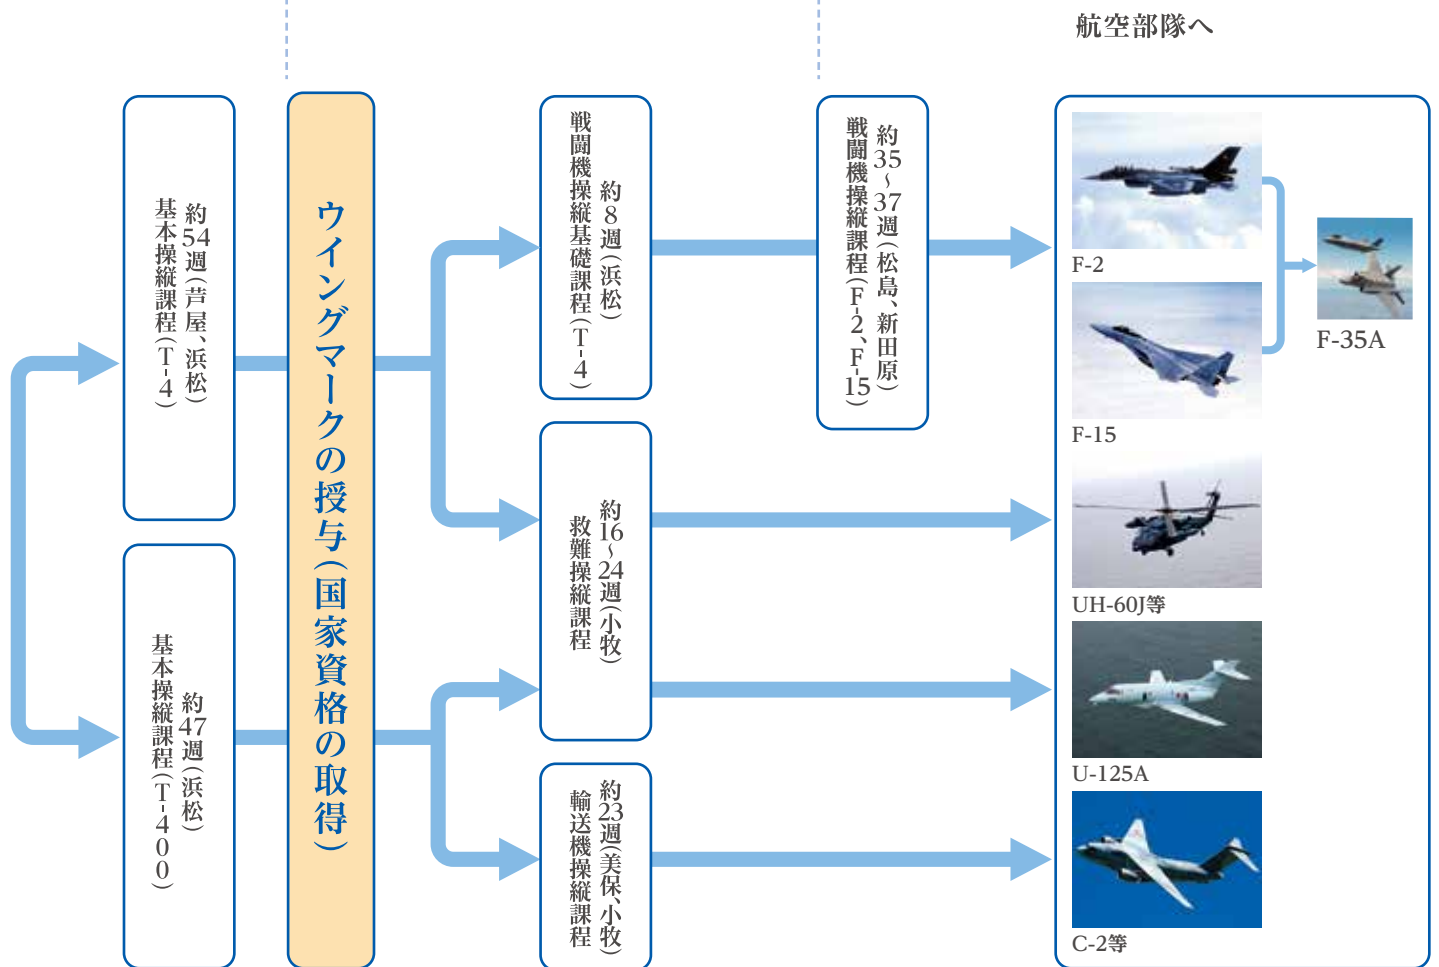 航空部隊へ
基本操縦課程(T-4)
約54週(芦屋、浜松)
基本操縦課程(T-400)
約47週(浜松)
ウイングマークの授与(国家資格の取得)
戦闘機操縦基礎課程(T-4)
約8週(浜松)
救難操縦課程
約16~24週(小牧)
輸送機操縦課程
約23週(美保、小牧)
戦闘機操縦課程(F-2、F-15)
約35~37週(松島、新田原)
F-2
F-15
F-35A
UH-60J等
U-125A
C-2等